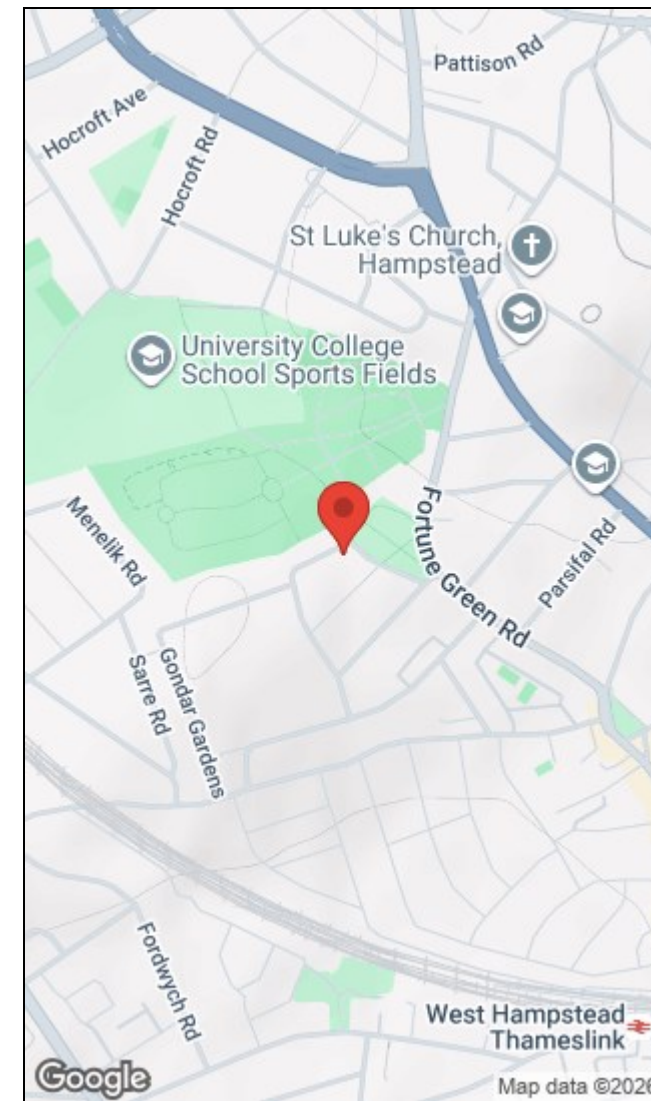 Pattison Rd
Hocroft Ave
Hocroft Rd
St Luke's Church,
Hampstead
University College
School Sports Fields
Menelik Rd
Fortune Green Rd
Parsifal Rd
Sarre Rd
Gondar Gardens
Fordwych Rd
West Hampstead
Thameslink
Google
Map data ©2026